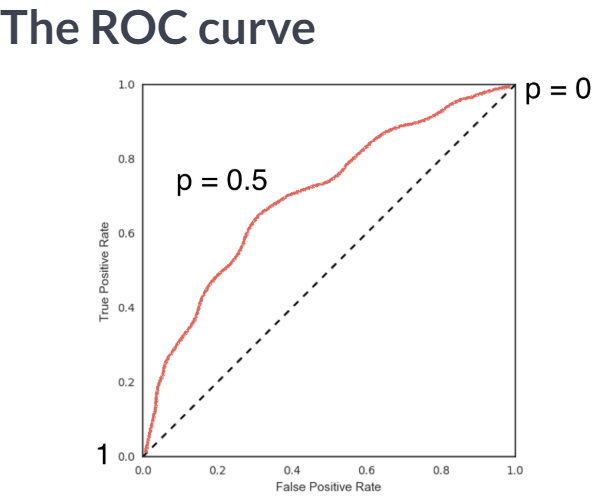 The ROC curve
1.0
p = 0
0.8
p = 0.5
0.6
True Positive Rate
0.4
0.2
1
0.0
0.0 0.2 0.4 0.6 0.8 1.0
False Positive Rate